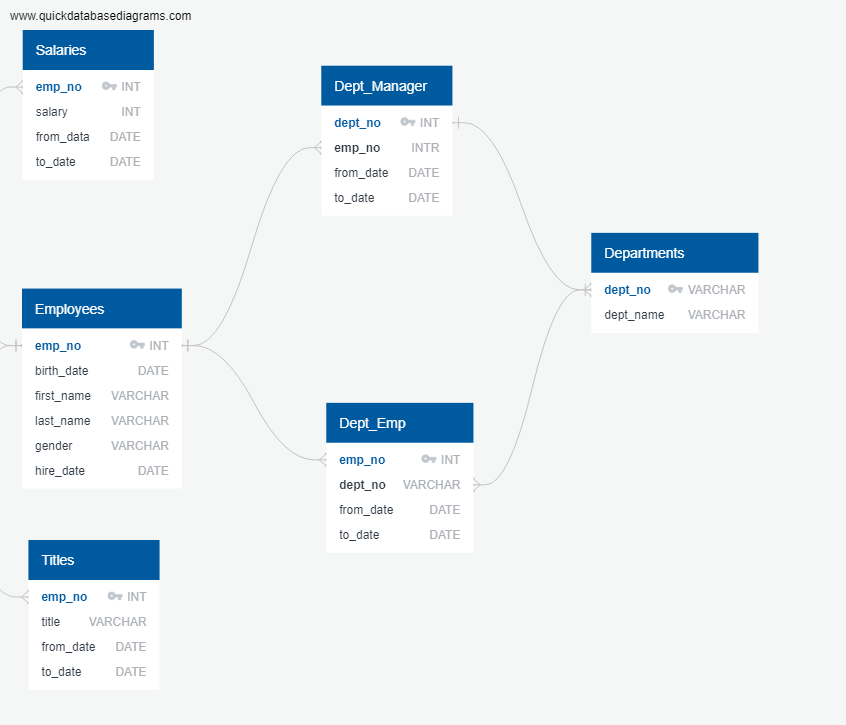 www.quickdatabasediagrams.com
Salaries
emp_no INT
salary INT
from_data DATE
to_date DATE
Dept_Manager
dept_no INT
emp_no INTR
from_date DATE
to_date DATE
Departments
dept_no VARCHAR
dept_name VARCHAR
Employees
emp_no INT
birth_date DATE
first_name VARCHAR
last_name VARCHAR
gender VARCHAR
hire_date DATE
Dept_Emp
emp_no INT
dept_no VARCHAR
from_date DATE
to_date DATE
Titles
emp_no INT
title VARCHAR
from_date DATE
to_date DATE